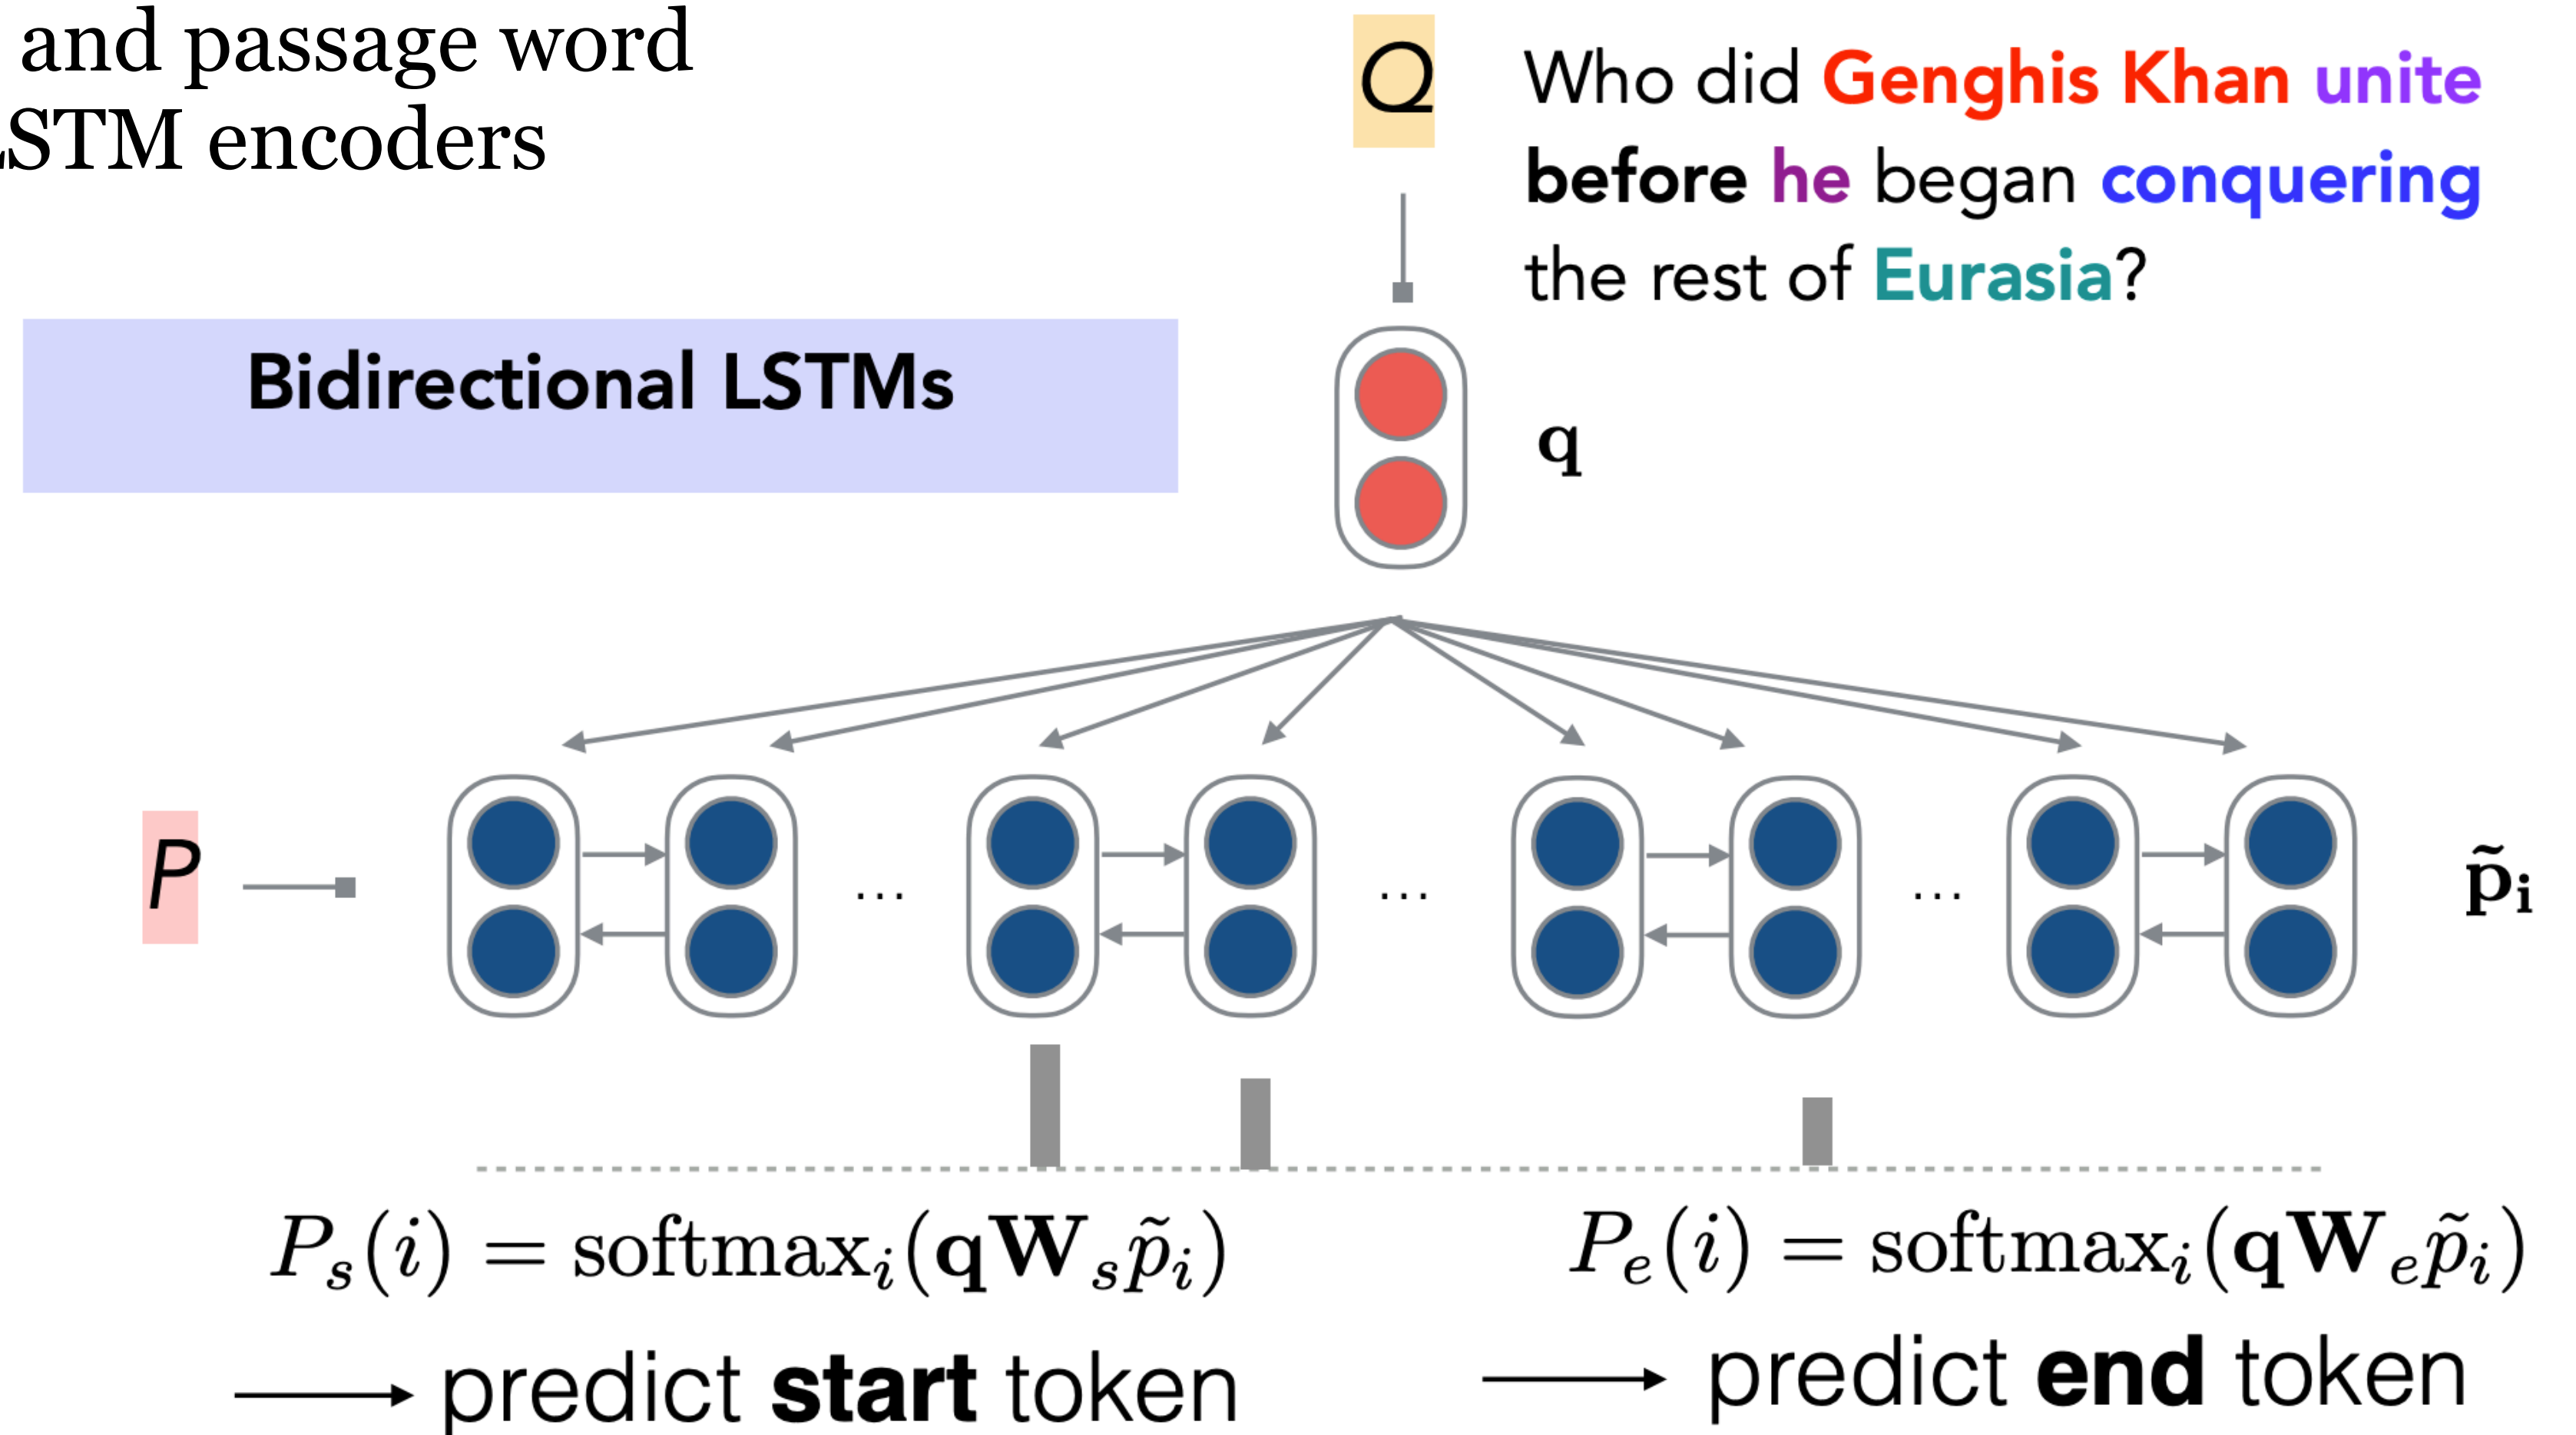 and passage word
STM encoders
Q
Who did Genghis Khan unite
before he began conquering
the rest of Eurasia?
Bidirectional LSTMs
q
P
... ... ...
p̃ᵢ
Pₛ(i) = softmaxᵢ(qWₛp̃ᵢ)
Pₑ(i) = softmaxᵢ(qWₑp̃ᵢ)
→ predict start token
→ predict end token